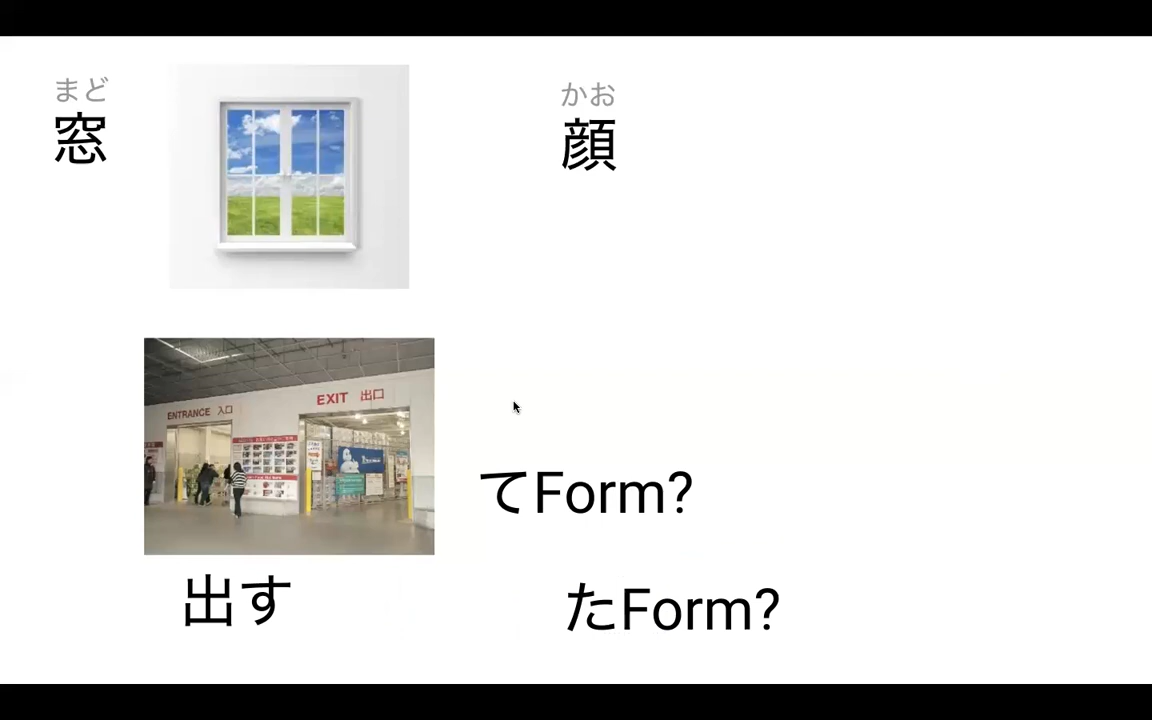 まど
窓
かお
顔
ENTRANCE 入口
EXIT 出口
てForm?
出す
たForm?